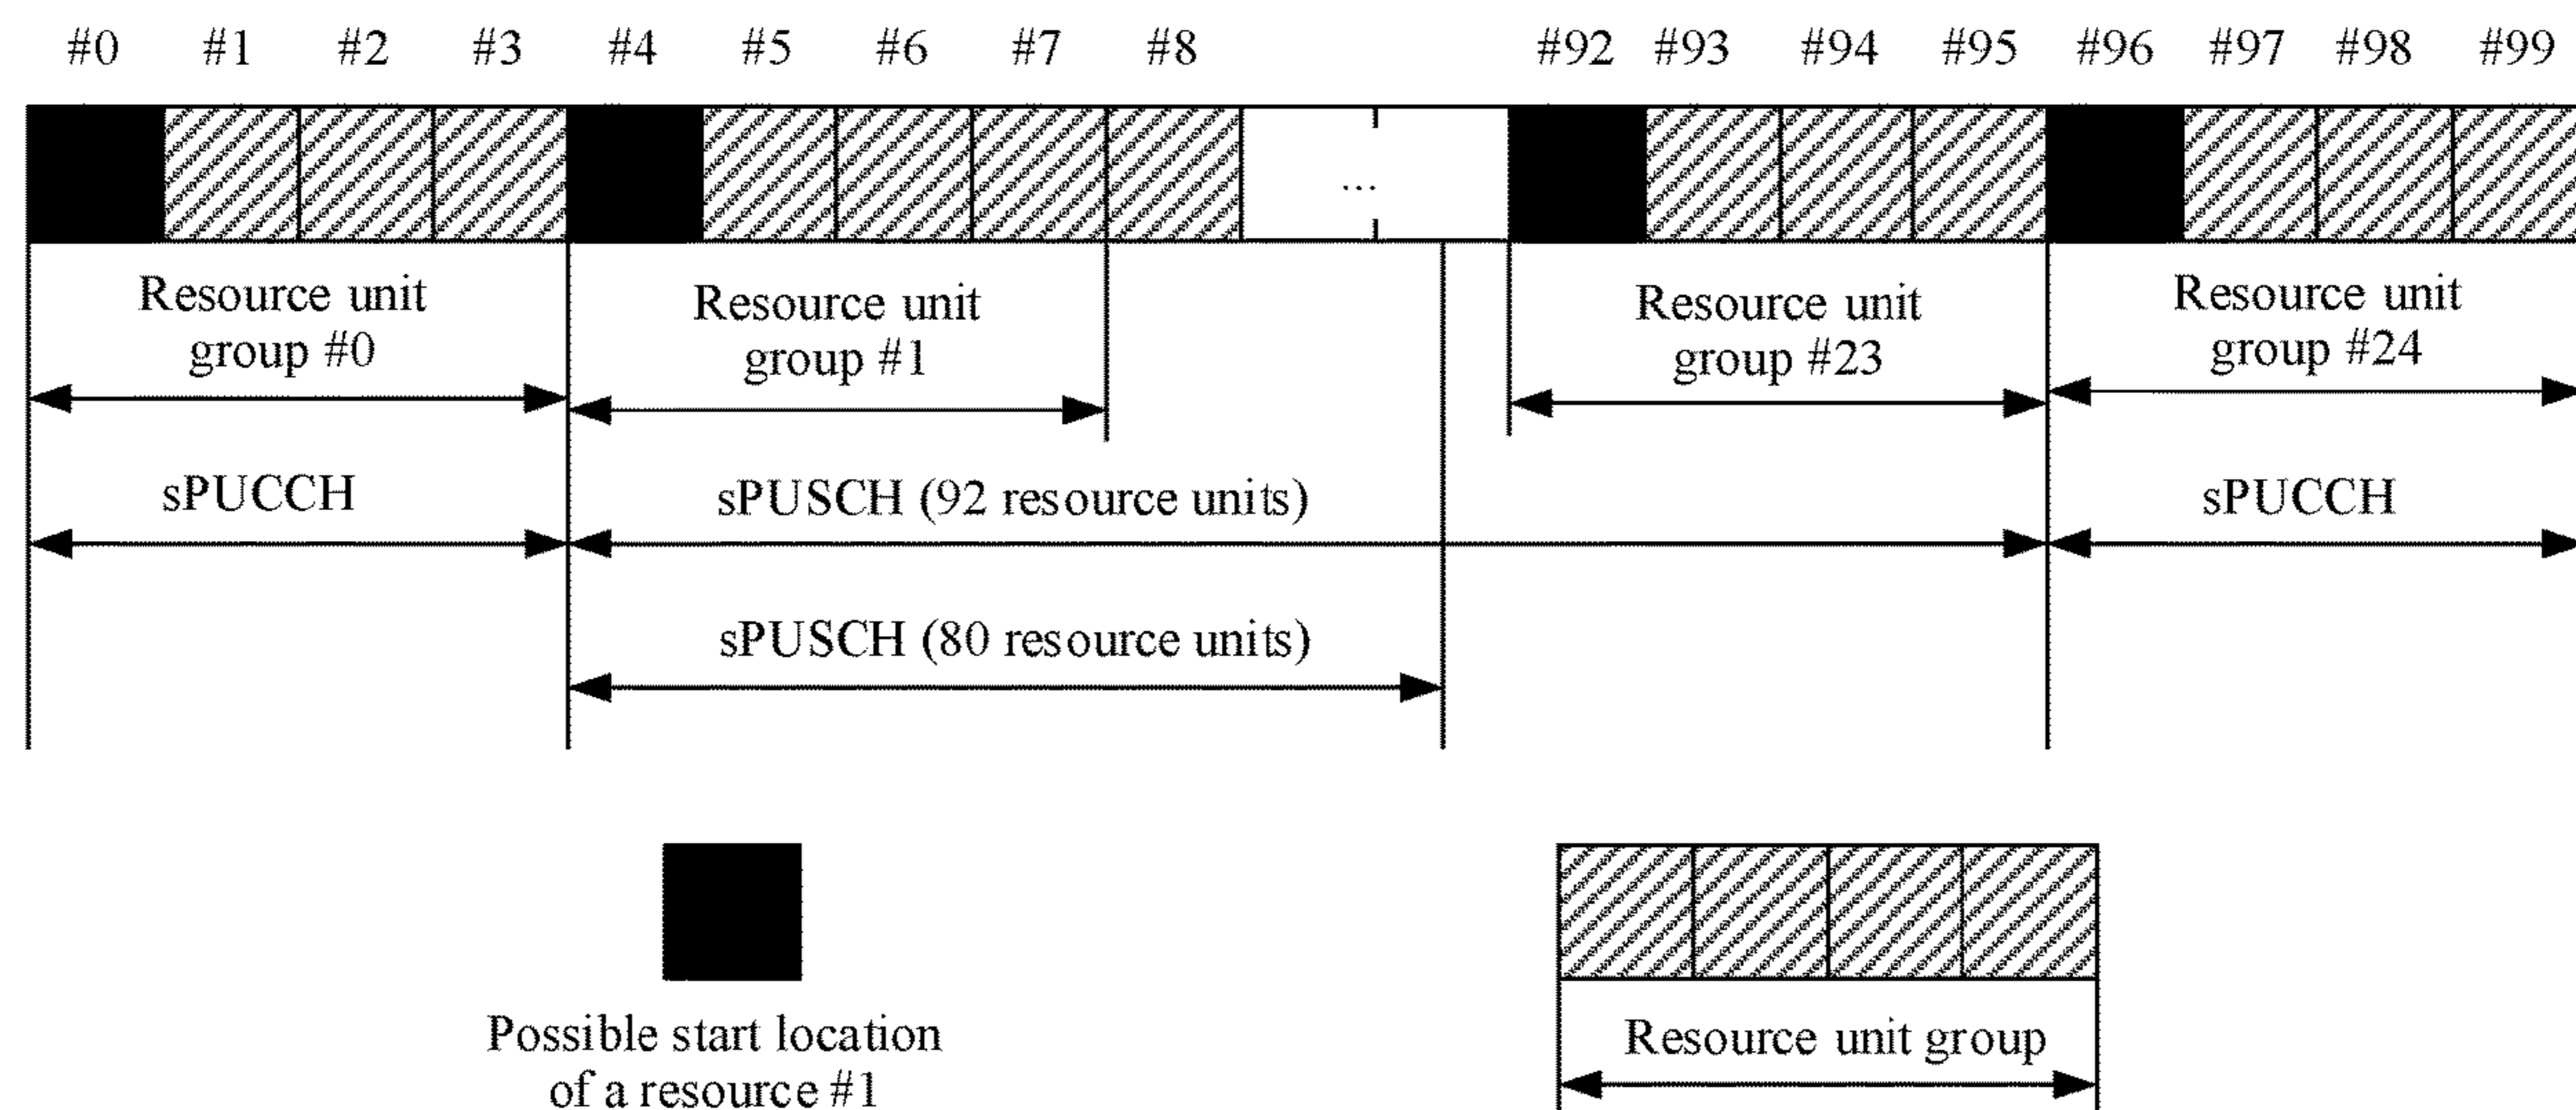 #0 #1 #2 #3 #4 #5 #6 #7 #8 #92 #93 #94 #95 #96 #97 #98 #99
...
Resource unit
group #0
Resource unit
group #1
Resource unit
group #23
Resource unit
group #24
sPUCCH
sPUSCH (92 resource units)
sPUCCH
sPUSCH (80 resource units)
Possible start location
of a resource #1
Resource unit group